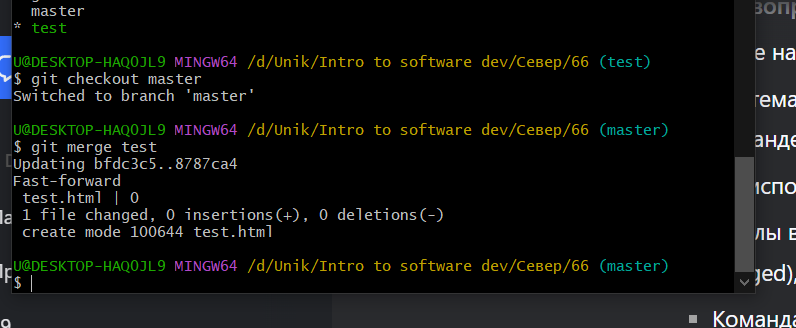 master
* test
U@DESKTOP-HAQ0JL9 MINGW64 /d/Unik/Intro to software dev/Север/66 (test)
$ git checkout master
Switched to branch 'master'
U@DESKTOP-HAQ0JL9 MINGW64 /d/Unik/Intro to software dev/Север/66 (master)
$ git merge test
Updating bfdc3c5..8787ca4
Fast-forward
test.html | 0
1 file changed, 0 insertions(+), 0 deletions(-)
create mode 100644 test.html
U@DESKTOP-HAQ0JL9 MINGW64 /d/Unik/Intro to software dev/Север/66 (master)
$
ged),
Команда